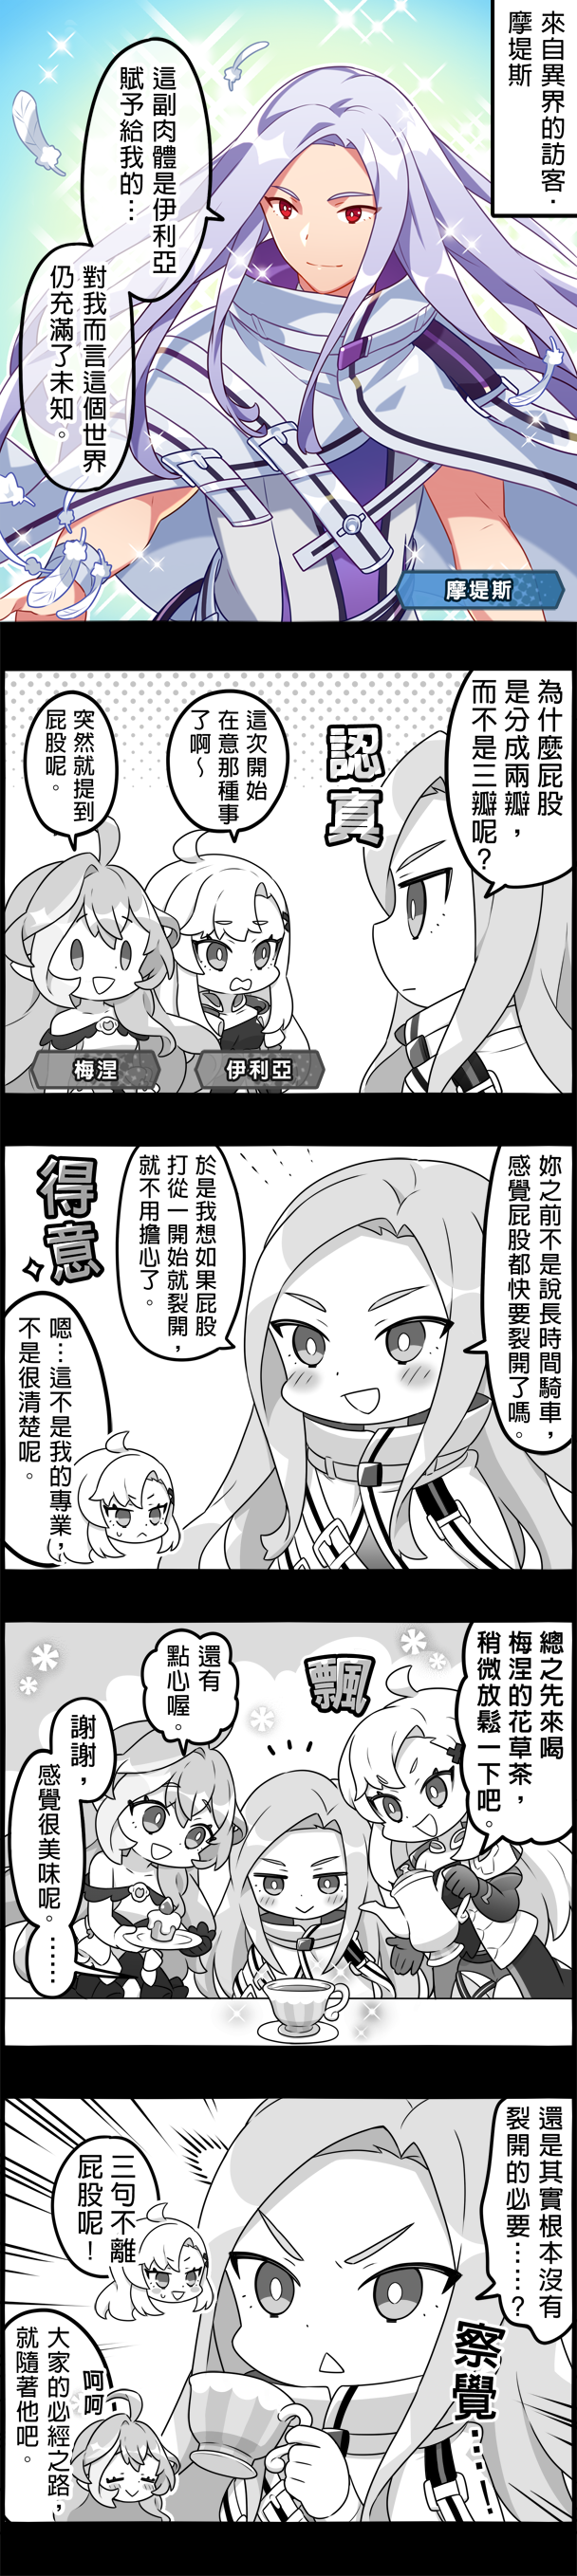 來自異界的訪客．
摩堤斯
這副肉體是伊利亞
賦予給我的…
對我而言這個世界
仍充滿了未知。
摩堤斯
為什麼屁股
是分成兩瓣，
而不是三瓣呢？
認真
這次開始
在意那種事
了啊～
突然就提到
屁股呢。
伊利亞
梅涅
妳之前不是說長時間騎車，
感覺屁股都快要裂開了嗎。
於是我想如果屁股
打從一開始就裂開，
就不用擔心了。
得意
嗯…這不是我的專業，
不是很清楚呢。
總之先來喝
梅涅的花草茶，
稍微放鬆一下吧。
飄
還有
點心喔。
謝謝，
感覺很美味呢。……
還是其實根本沒有
裂開的必要……？
察覺…！
三句不離
屁股呢！
呵呵
大家的必經之路，
就隨著他吧。